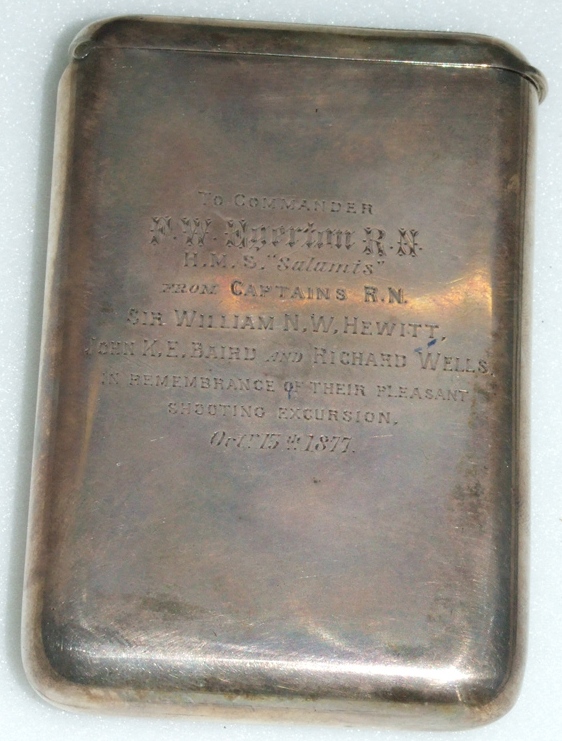 To Commander
F. W. Egerton R.N.
H.M.S. "Salamis"
FROM CAPTAINS R.N.
SIR WILLIAM N. W. HEWITT,
JOHN K. E. BAIRD AND RICHARD WELLS,
IN REMEMBRANCE OF THEIR PLEASANT
SHOOTING EXCURSION,
Octr. 15th 1877.